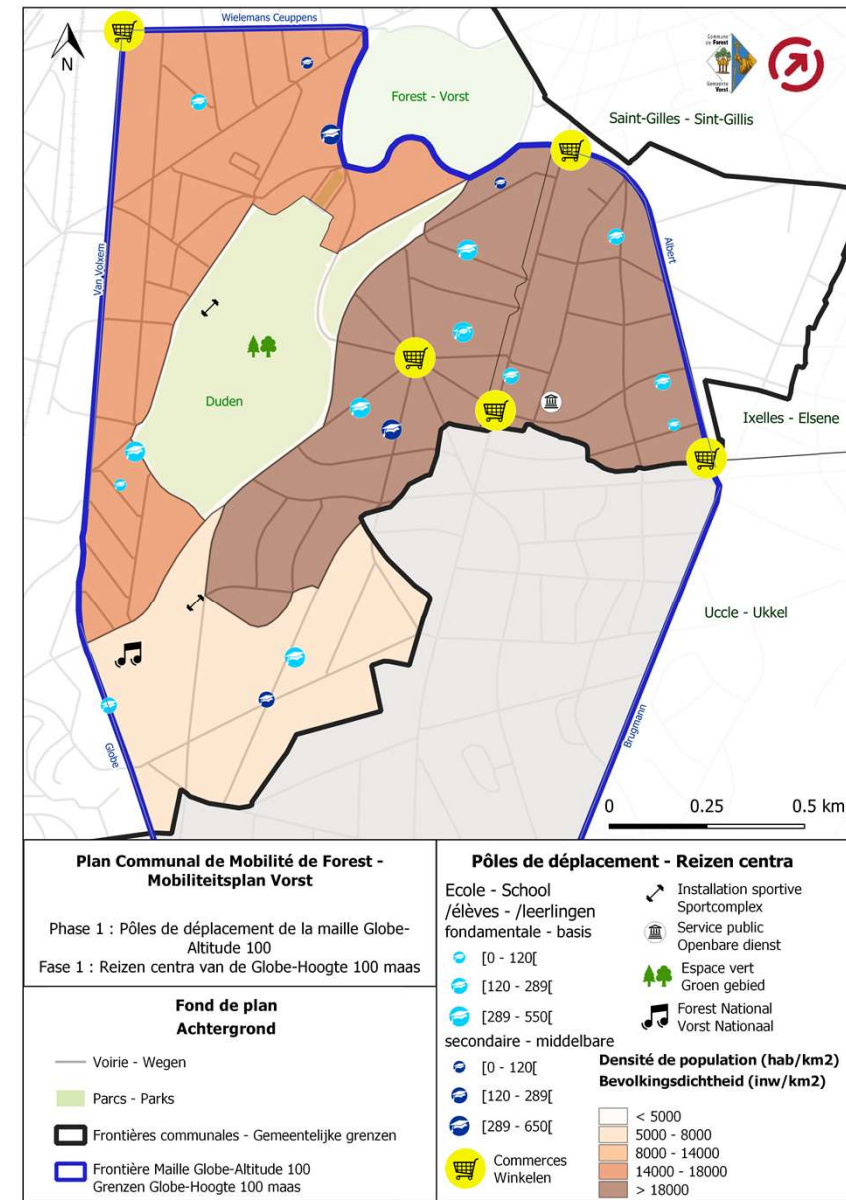 Wielemans Ceuppens
N
Commune
de Forest
Gemeente
Vorst
Forest - Vorst
Saint-Gilles - Sint-Gillis
Albert
Van Volxem
Duden
Ixelles - Elsene
Uccle - Ukkel
Brugmann
Globe
0 0.25 0.5 km
Plan Communal de Mobilité de Forest -
Mobiliteitsplan Vorst
Phase 1 : Pôles de déplacement de la maille Globe-
Altitude 100
Fase 1 : Reizen centra van de Globe-Hoogte 100 maas
Fond de plan
Achtergrond
Voirie - Wegen
Parcs - Parks
Frontières communales - Gemeentelijke grenzen
Frontière Maille Globe-Altitude 100
Grenzen Globe-Hoogte 100 maas
Pôles de déplacement - Reizen centra
Ecole - School
/élèves - /leerlingen
fondamentale - basis
[0 - 120[
[120 - 289[
[289 - 550[
secondaire - middelbare
[0 - 120[
[120 - 289[
[289 - 650[
Commerces
Winkelen
Installation sportive
Sportcomplex
Service public
Openbare dienst
Espace vert
Groen gebied
Forest National
Vorst Nationaal
Densité de population (hab/km2)
Bevolkingsdichtheid (inw/km2)
< 5000
5000 - 8000
8000 - 14000
14000 - 18000
> 18000